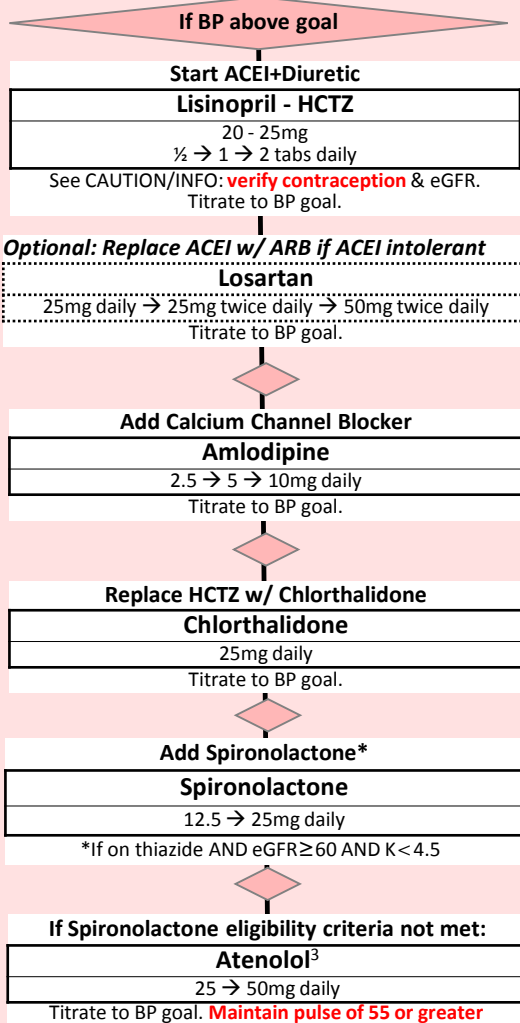 If BP above goal
Start ACEI+Diuretic
Lisinopril - HCTZ
20 - 25mg
½ → 1 → 2 tabs daily
See CAUTION/INFO: verify contraception & eGFR.
Titrate to BP goal.
Optional: Replace ACEI w/ ARB if ACEI intolerant
Losartan
25mg daily → 25mg twice daily → 50mg twice daily
Titrate to BP goal.
Add Calcium Channel Blocker
Amlodipine
2.5 → 5 → 10mg daily
Titrate to BP goal.
Replace HCTZ w/ Chlorthalidone
Chlorthalidone
25mg daily
Titrate to BP goal.
Add Spironolactone*
Spironolactone
12.5 → 25mg daily
*If on thiazide AND eGFR≥60 AND K<4.5
If Spironolactone eligibility criteria not met:
Atenolol³
25 → 50mg daily
Titrate to BP goal. Maintain pulse of 55 or greater